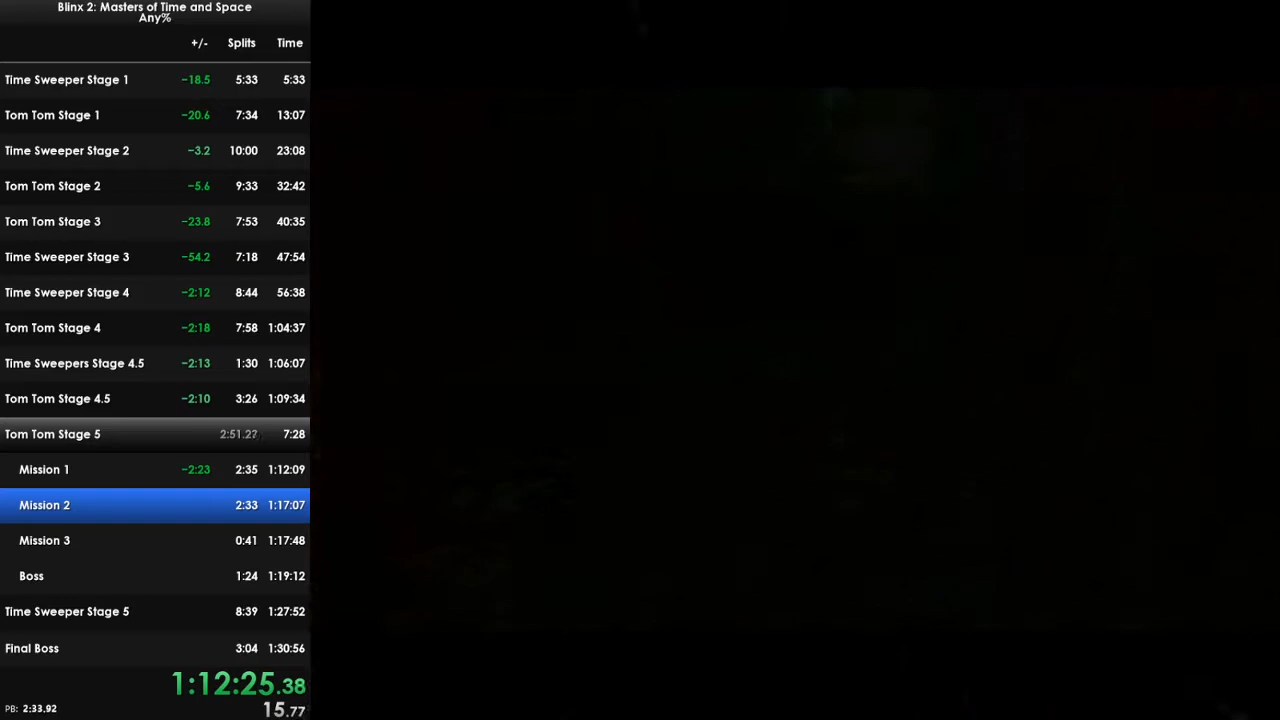 Blinx 2: Masters of Time and Space
Any%
+/- Splits Time
Time Sweeper Stage 1 −18.5 5:33 5:33
Tom Tom Stage 1 −20.6 7:34 13:07
Time Sweeper Stage 2 −3.2 10:00 23:08
Tom Tom Stage 2 −5.6 9:33 32:42
Tom Tom Stage 3 −23.8 7:53 40:35
Time Sweeper Stage 3 −54.2 7:18 47:54
Time Sweeper Stage 4 −2:12 8:44 56:38
Tom Tom Stage 4 −2:18 7:58 1:04:37
Time Sweepers Stage 4.5 −2:13 1:30 1:06:07
Tom Tom Stage 4.5 −2:10 3:26 1:09:34
Tom Tom Stage 5 2:51.27 7:28
Mission 1 −2:23 2:35 1:12:09
Mission 2 2:33 1:17:07
Mission 3 0:41 1:17:48
Boss 1:24 1:19:12
Time Sweeper Stage 5 8:39 1:27:52
Final Boss 3:04 1:30:56
1:12:25.38
PB: 2:33.92 15.77